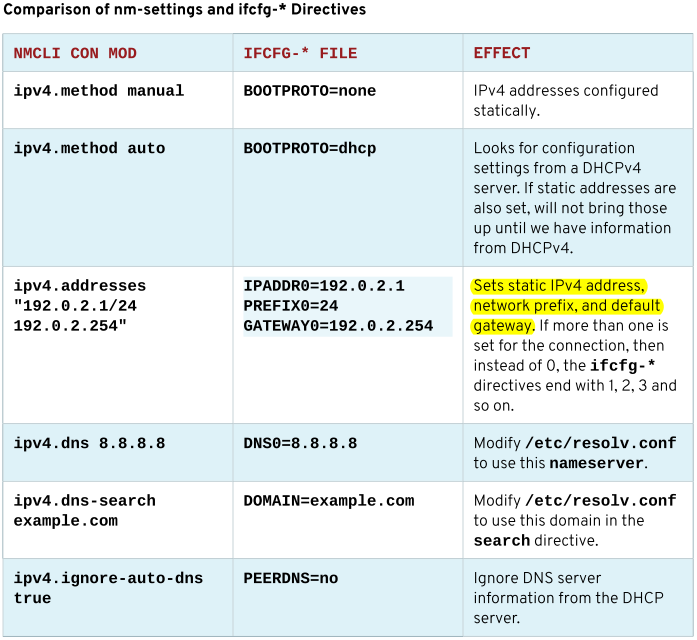 Comparison of nm-settings and ifcfg-* Directives
NMCLI CON MOD
IFCFG-* FILE
EFFECT
ipv4.method manual
BOOTPROTO=none
IPv4 addresses configured
statically.
ipv4.method auto
BOOTPROTO=dhcp
Looks for configuration
settings from a DHCPv4
server. If static addresses are
also set, will not bring those
up until we have information
from DHCPv4.
ipv4.addresses
"192.0.2.1/24
192.0.2.254"
IPADDR0=192.0.2.1
PREFIX0=24
GATEWAY0=192.0.2.254
Sets static IPv4 address,
network prefix, and default
gateway. If more than one is
set for the connection, then
instead of 0, the ifcfg-*
directives end with 1, 2, 3 and
so on.
ipv4.dns 8.8.8.8
DNS0=8.8.8.8
Modify /etc/resolv.conf
to use this nameserver.
ipv4.dns-search
example.com
DOMAIN=example.com
Modify /etc/resolv.conf
to use this domain in the
search directive.
ipv4.ignore-auto-dns
true
PEERDNS=no
Ignore DNS server
information from the DHCP
server.